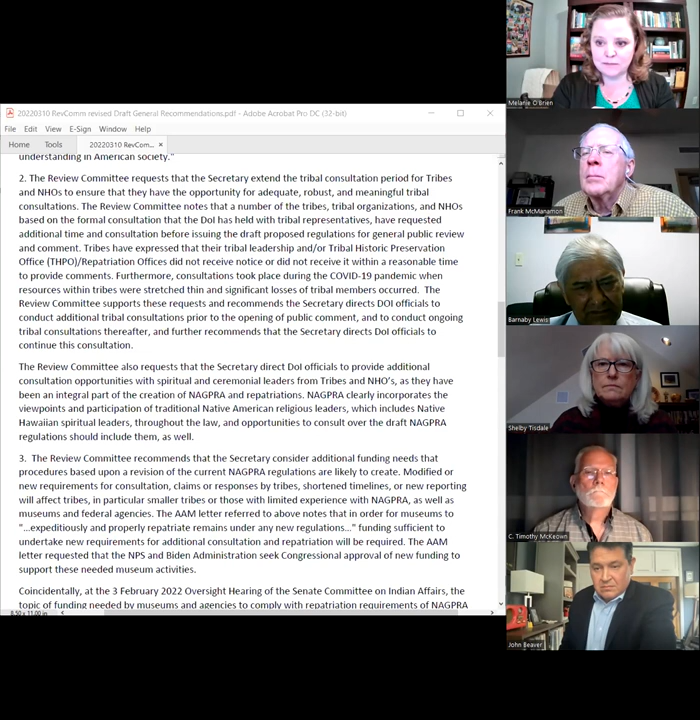 20220310 RevComm revised Draft General Recommendations.pdf - Adobe Acrobat Pro DC (32-bit)
File Edit View E-Sign Window Help
Home Tools 20220310 RevCom... ×
understanding in American society."
2. The Review Committee requests that the Secretary extend the tribal consultation period for Tribes
and NHOs to ensure that they have the opportunity for adequate, robust, and meaningful tribal
consultations. The Review Committee notes that a number of the tribes, tribal organizations, and NHOs
based on the formal consultation that the DoI has held with tribal representatives, have requested
additional time and consultation before issuing the draft proposed regulations for general public review
and comment. Tribes have expressed that their tribal leadership and/or Tribal Historic Preservation
Office (THPO)/Repatriation Offices did not receive notice or did not receive it within a reasonable time
to provide comments. Furthermore, consultations took place during the COVID-19 pandemic when
resources within tribes were stretched thin and significant losses of tribal members occurred. The
Review Committee supports these requests and recommends the Secretary directs DOI officials to
conduct additional tribal consultations prior to the opening of public comment, and to conduct ongoing
tribal consultations thereafter, and further recommends that the Secretary directs DoI officials to
continue this consultation.
The Review Committee also requests that the Secretary direct DoI officials to provide additional
consultation opportunities with spiritual and ceremonial leaders from Tribes and NHO's, as they have
been an integral part of the creation of NAGPRA and repatriations. NAGPRA clearly incorporates the
viewpoints and participation of traditional Native American religious leaders, which includes Native
Hawaiian spiritual leaders, throughout the law, and opportunities to consult over the draft NAGPRA
regulations should include them, as well.
3. The Review Committee recommends that the Secretary consider additional funding needs that
procedures based upon a revision of the current NAGPRA regulations are likely to create. Modified or
new requirements for consultation, claims or responses by tribes, shortened timelines, or new reporting
will affect tribes, in particular smaller tribes or those with limited experience with NAGPRA, as well as
museums and federal agencies. The AAM letter referred to above notes that in order for museums to
"...expeditiously and properly repatriate remains under any new regulations..." funding sufficient to
undertake new requirements for additional consultation and repatriation will be required. The AAM
letter requested that the NPS and Biden Administration seek Congressional approval of new funding to
support these needed museum activities.
Coincidentally, at the 3 February 2022 Oversight Hearing of the Senate Committee on Indian Affairs, the
topic of funding needed by museums and agencies to comply with repatriation requirements of NAGPRA
8.50 x 11.00 in
Melanie O'Brien
Frank McManamon
Barnaby Lewis
Shelby Tisdale
C. Timothy McKeown
John Beaver